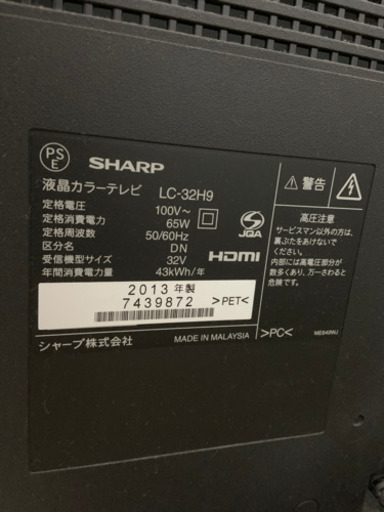 PS
E
SHARP
液晶カラーテレビ LC-32H9
定格電圧 100V~
定格消費電力 65W
定格周波数 50/60Hz
区分名 DN
受信機型サイズ 32V
年間消費電力量 43kWh/年
JQA
HDMI
2013年製
7439872
>PET<
シャープ株式会社 MADE IN MALAYSIA
>PC<
警告
高圧注意
サービスマン以外の方は、
裏ぶたをあけないで
ください。
内部には高電圧部分が
数多くあり、万一さわると
危険です。